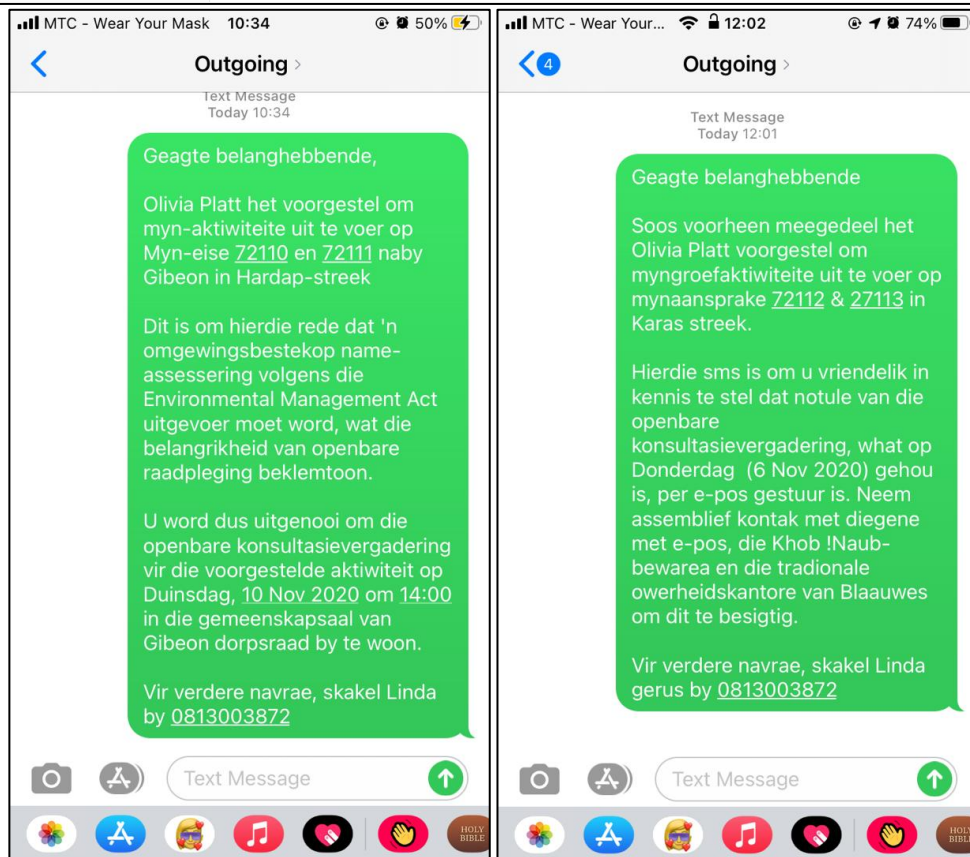 MTC - Wear Your Mask 10:34 50%
Outgoing >
Text Message
Today 10:34
Geagte belanghebbende,
Olivia Platt het voorgestel om
myn-aktiwiteite uit te voer op
Myn-eise 72110 en 72111 naby
Gibeon in Hardap-streek
Dit is om hierdie rede dat 'n
omgewingsbestekop name-
assessering volgens die
Environmental Management Act
uitgevoer moet word, wat die
belangrikheid van openbare
raadpleging beklemtoon.
U word dus uitgenooi om die
openbare konsultasievergadering
vir die voorgestelde aktiwiteit op
Duinsdag, 10 Nov 2020 om 14:00
in die gemeenskapsaal van
Gibeon dorpsraad by te woon.
Vir verdere navrae, skakel Linda
by 0813003872
Text Message
HOLY
BIBLE
MTC - Wear Your... 12:02 74%
4
Outgoing >
Text Message
Today 12:01
Geagte belanghebbende
Soos voorheen meegedeel het
Olivia Platt voorgestel om
myngroefaktiwiteite uit te voer op
mynaansprake 72112 & 27113 in
Karas streek.
Hierdie sms is om u vriendelik in
kennis te stel dat notule van die
openbare
konsultasievergadering, what op
Donderdag (6 Nov 2020) gehou
is, per e-pos gestuur is. Neem
assemblief kontak met diegene
met e-pos, die Khob !Naub-
bewarea en die tradionale
owerheidskantore van Blaauwes
om dit te besigtig.
Vir verdere navrae, skakel Linda
gerus by 0813003872
Text Message
HOLY
BIBLE